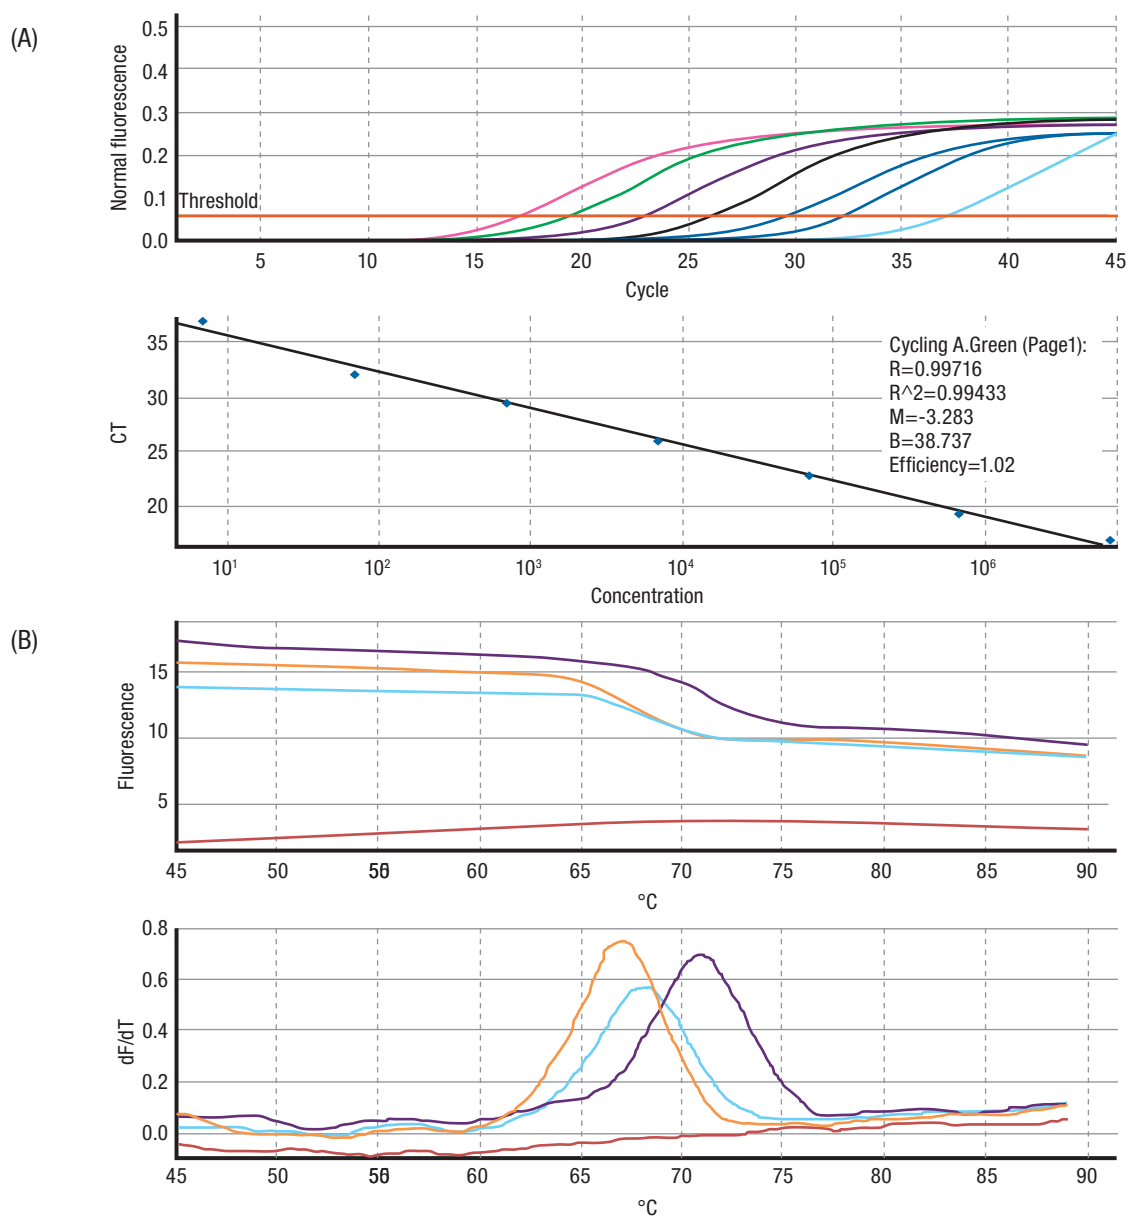 (A)
Normal fluorescence
0.5
0.4
0.3
0.2
0.1
0.0
Threshold
5 10 15 20 25 30 35 40 45
Cycle
CT
35
30
25
20
Cycling A.Green (Page1):
R=0.99716
R^2=0.99433
M=-3.283
B=38.737
Efficiency=1.02
10¹ 10² 10³ 10⁴ 10⁵ 10⁶
Concentration
(B)
Fluorescence
15
10
5
45 50 55 60 65 70 75 80 85 90
°C
dF/dT
0.8
0.6
0.4
0.2
0.0
45 50 55 60 65 70 75 80 85 90
°C